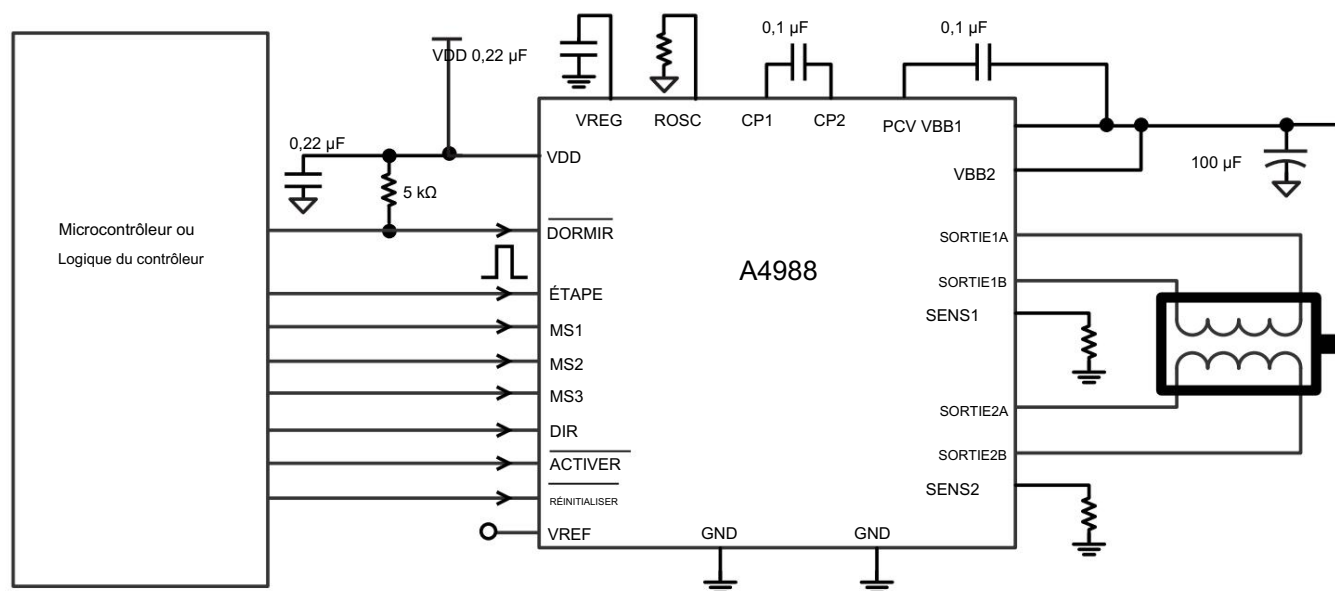 0,1 µF
0,1 µF
VDD 0,22 µF
VREG
ROSC
CP1
CP2
PCV VBB1
0,22 µF
VDD
5 kΩ
100 µF
VBB2
Microcontrôleur ou
Logique du contrôleur
DORMIR
SORTIE1A
A4988
SORTIE1B
ÉTAPE
SENS1
MS1
MS2
MS3
SORTIE2A
DIR
SORTIE2B
ACTIVER
SENS2
RÉINITIALISER
VREF
GND
GND